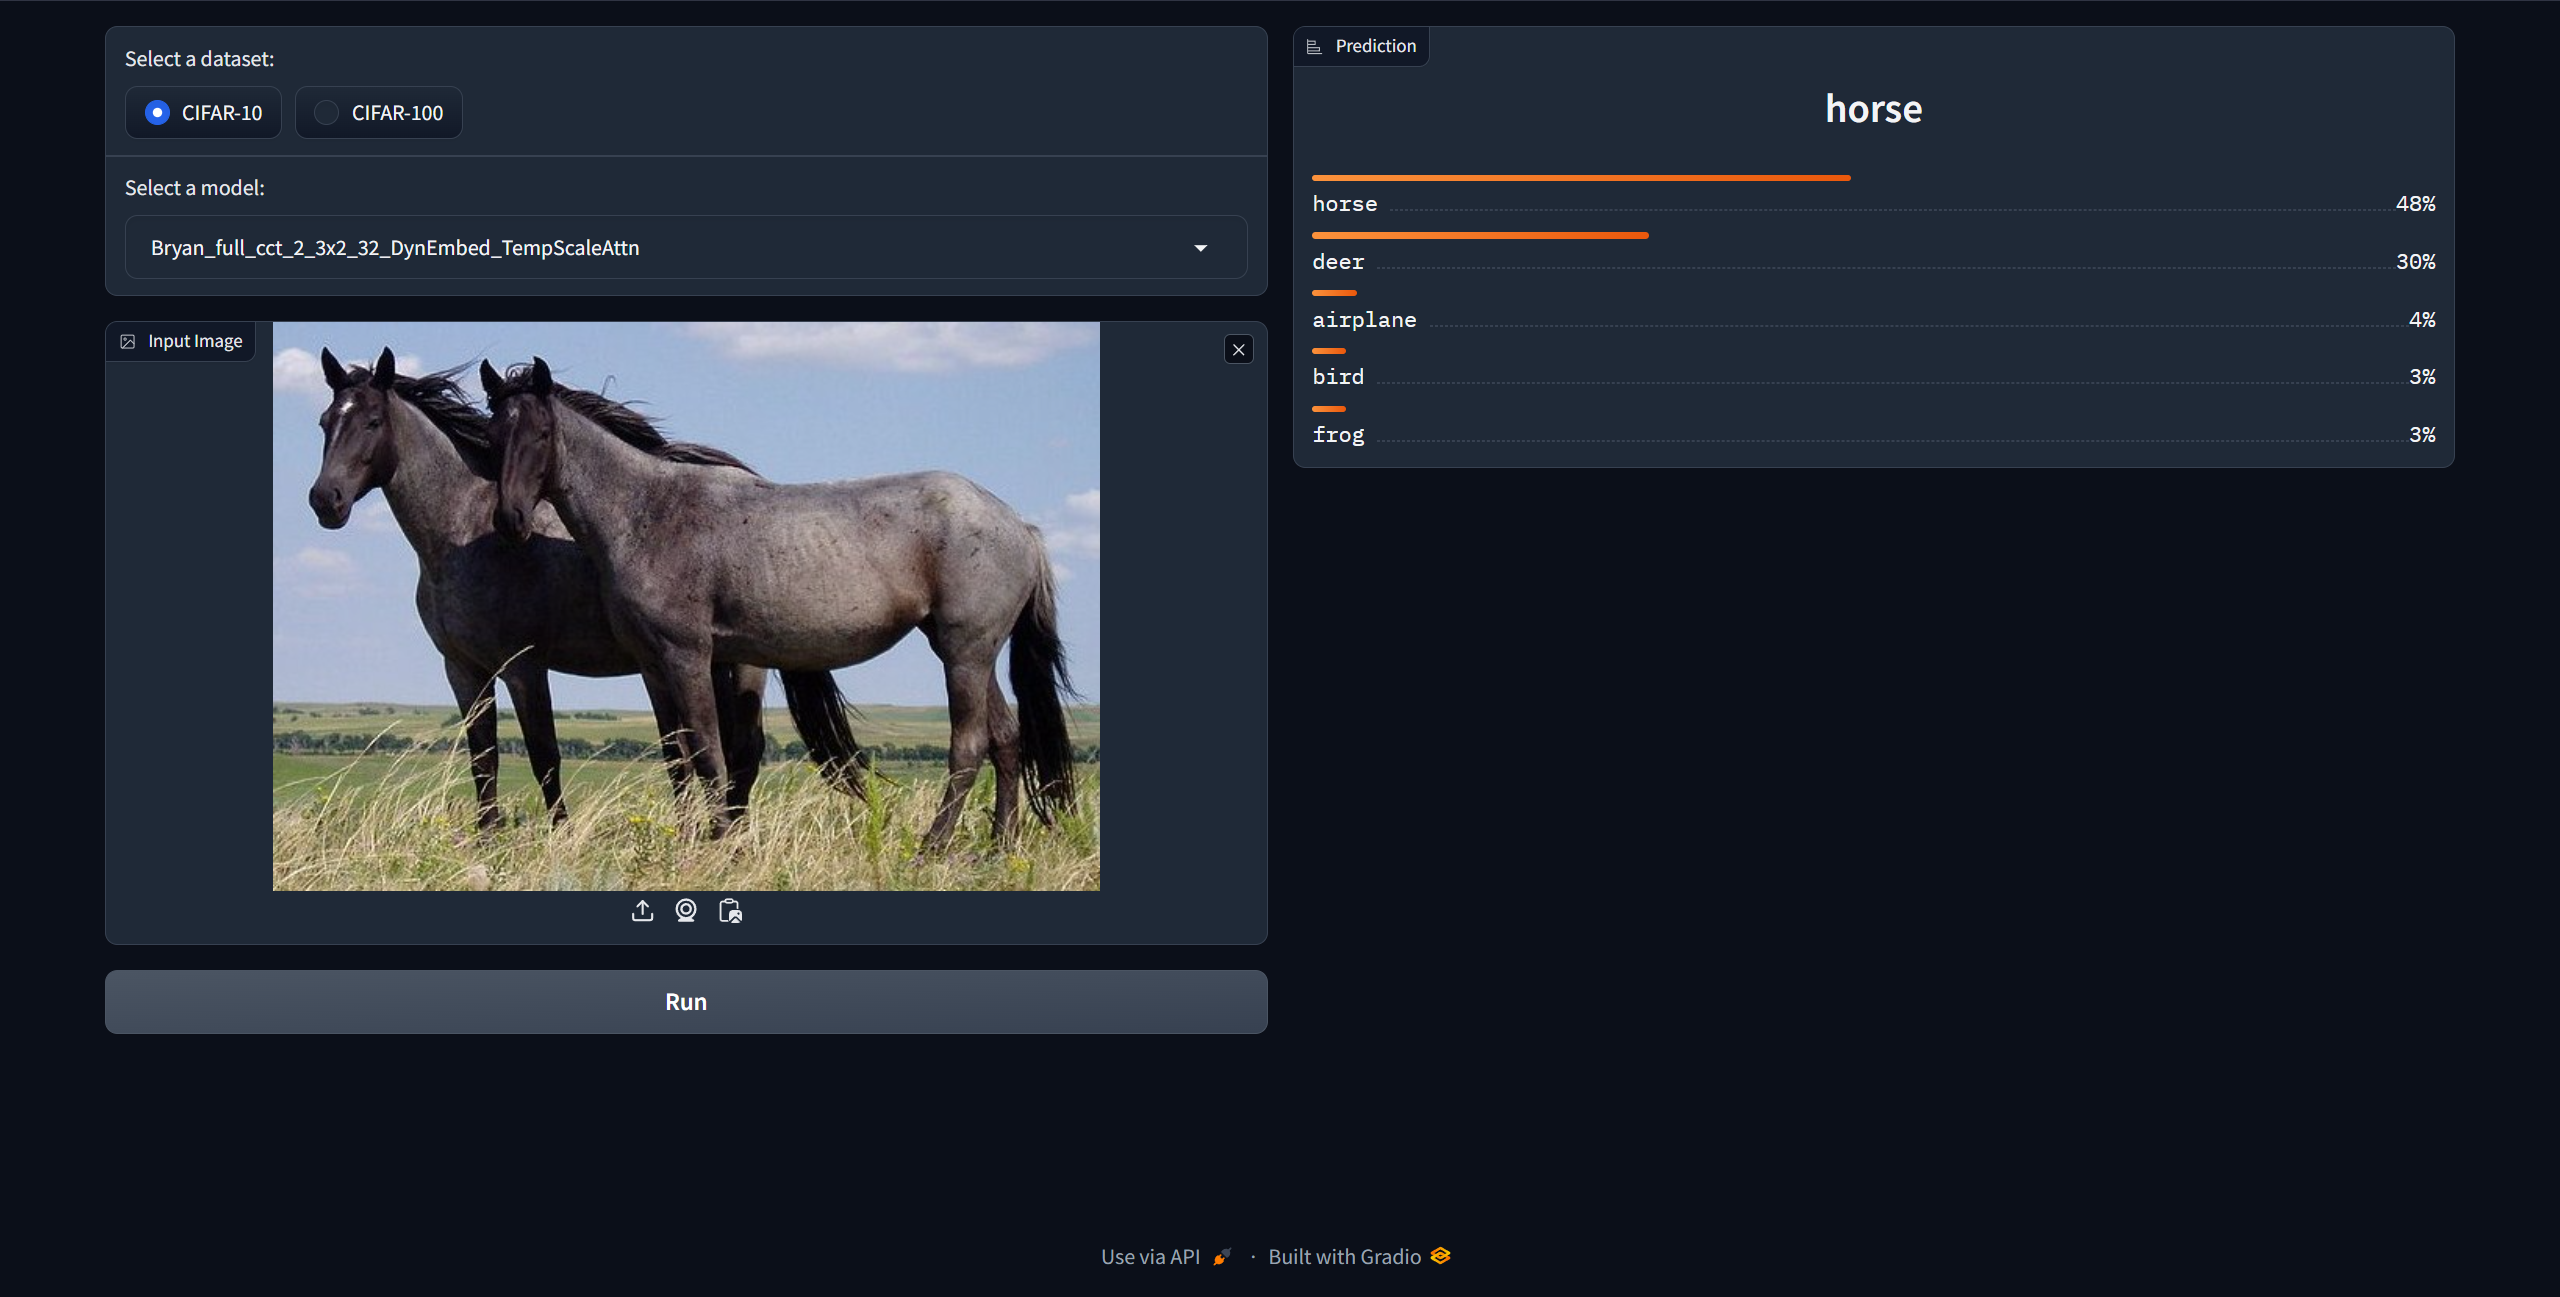 Select a dataset:
CIFAR-10 CIFAR-100
Select a model:
Bryan_full_cct_2_3x2_32_DynEmbed_TempScaleAttn
Input Image
Run
Prediction
horse
horse 48%
deer 30%
airplane 4%
bird 3%
frog 3%
Use via API · Built with Gradio